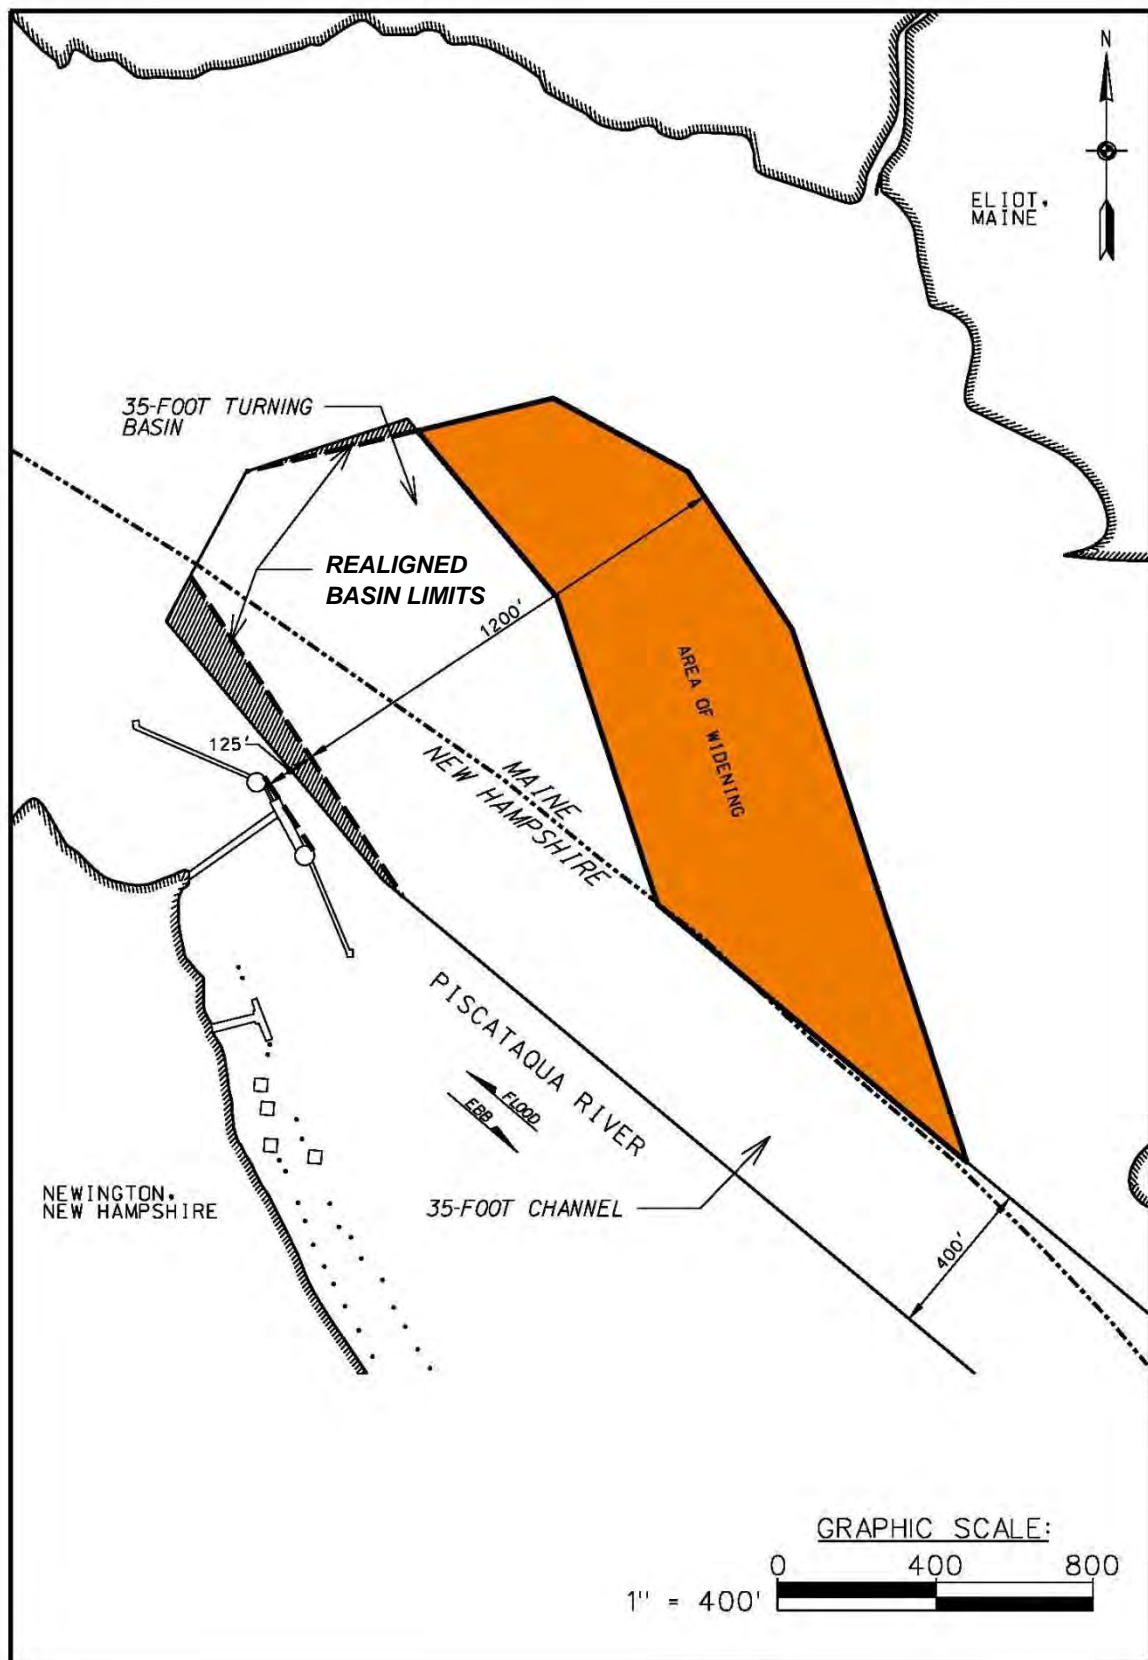 N
ELIOT,
MAINE
35-FOOT TURNING
BASIN
REALIGNED
BASIN LIMITS
1200'
AREA OF WIDENING
125'
MAINE
NEW HAMPSHIRE
PISCATAQUA RIVER
FLOOD
EBB
NEWINGTON,
NEW HAMPSHIRE
35-FOOT CHANNEL
400'
GRAPHIC SCALE:
0 400 800
1" = 400'